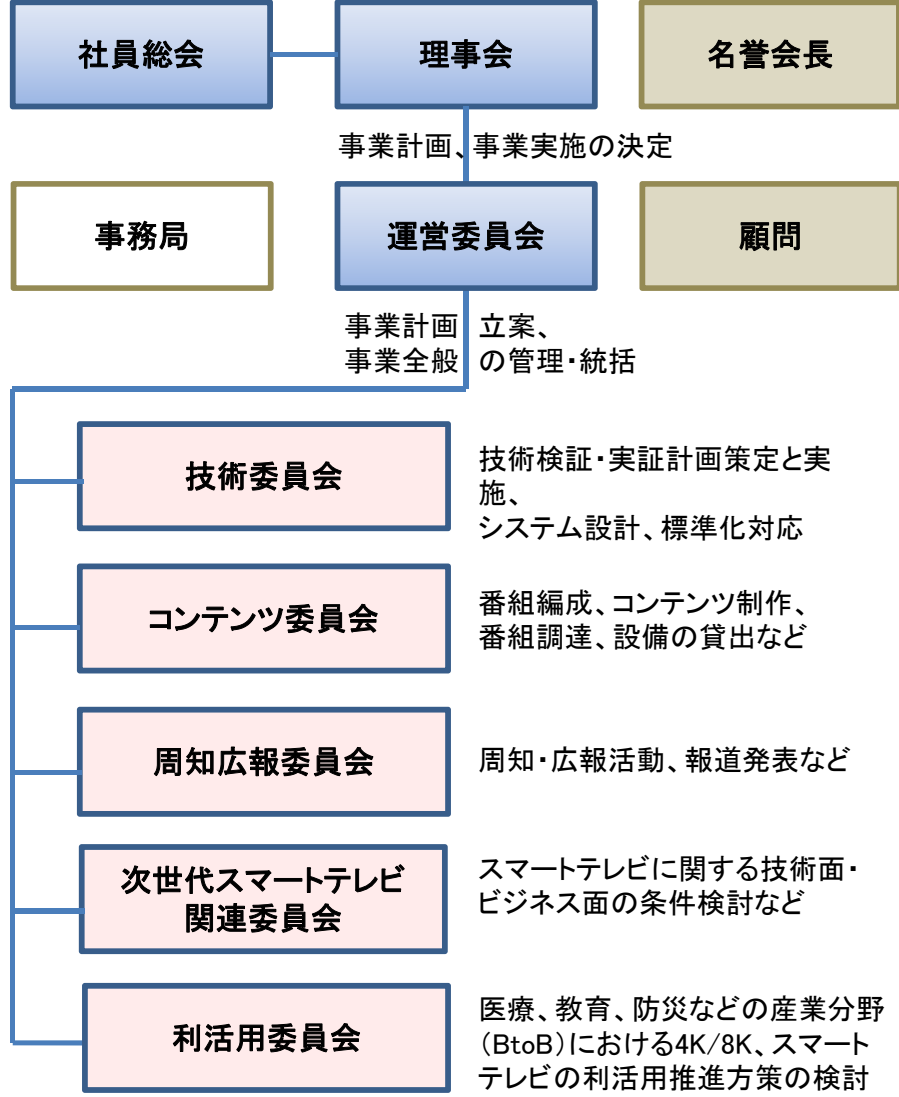 社員総会
理事会
名誉会長
事業計画、事業実施の決定
事務局
運営委員会
顧問
事業計画 立案、
事業全般 の管理・統括
技術委員会
技術検証・実証計画策定と実
施、
システム設計、標準化対応
コンテンツ委員会
番組編成、コンテンツ制作、
番組調達、設備の貸出など
周知広報委員会
周知・広報活動、報道発表など
次世代スマートテレビ
関連委員会
スマートテレビに関する技術面・
ビジネス面の条件検討など
利活用委員会
医療、教育、防災などの産業分野
(BtoB)における4K/8K、スマート
テレビの利活用推進方策の検討